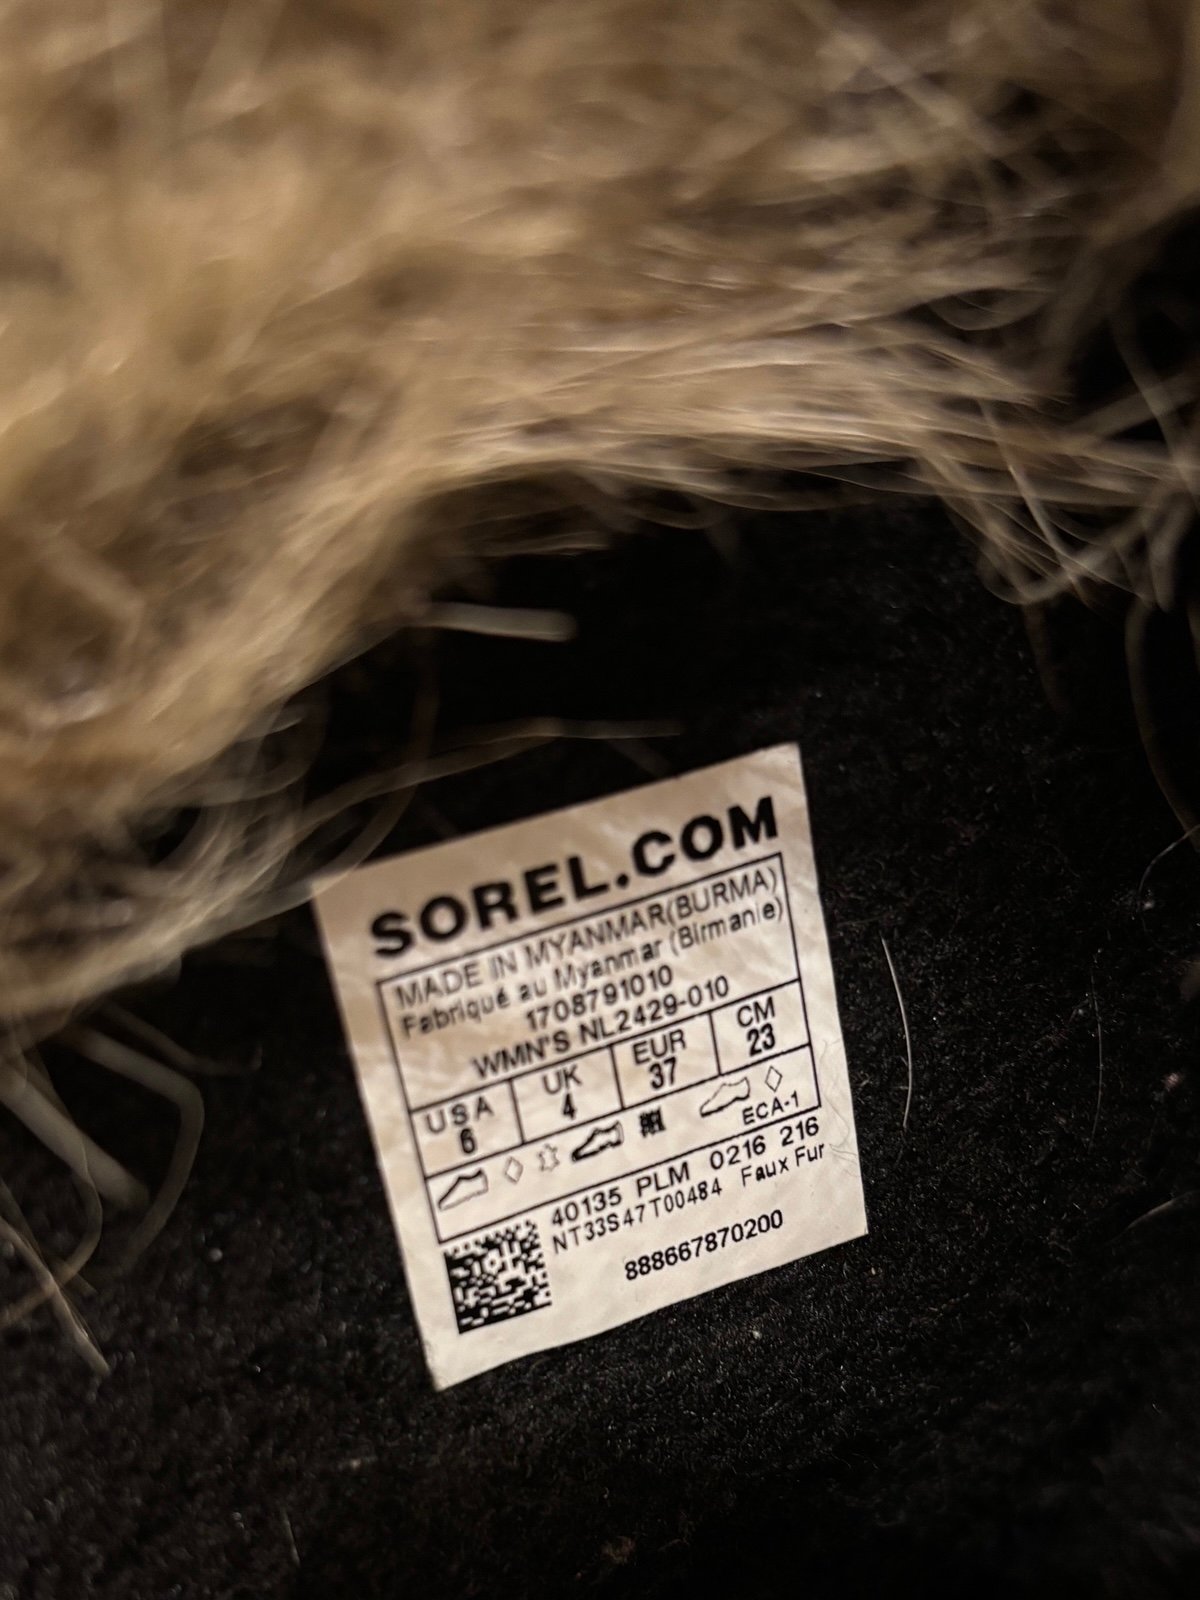 SOREL.COM
MADE IN MYANMAR(BURMA)
Fabriqué au Myanmar (Birmanie)
1708791010
WMN'S NL2429-010
USA UK EUR CM
6 4 37 23
ECA-1
40135 PLM 0216 216
NT33S47T00484 Faux Fur
888667870200